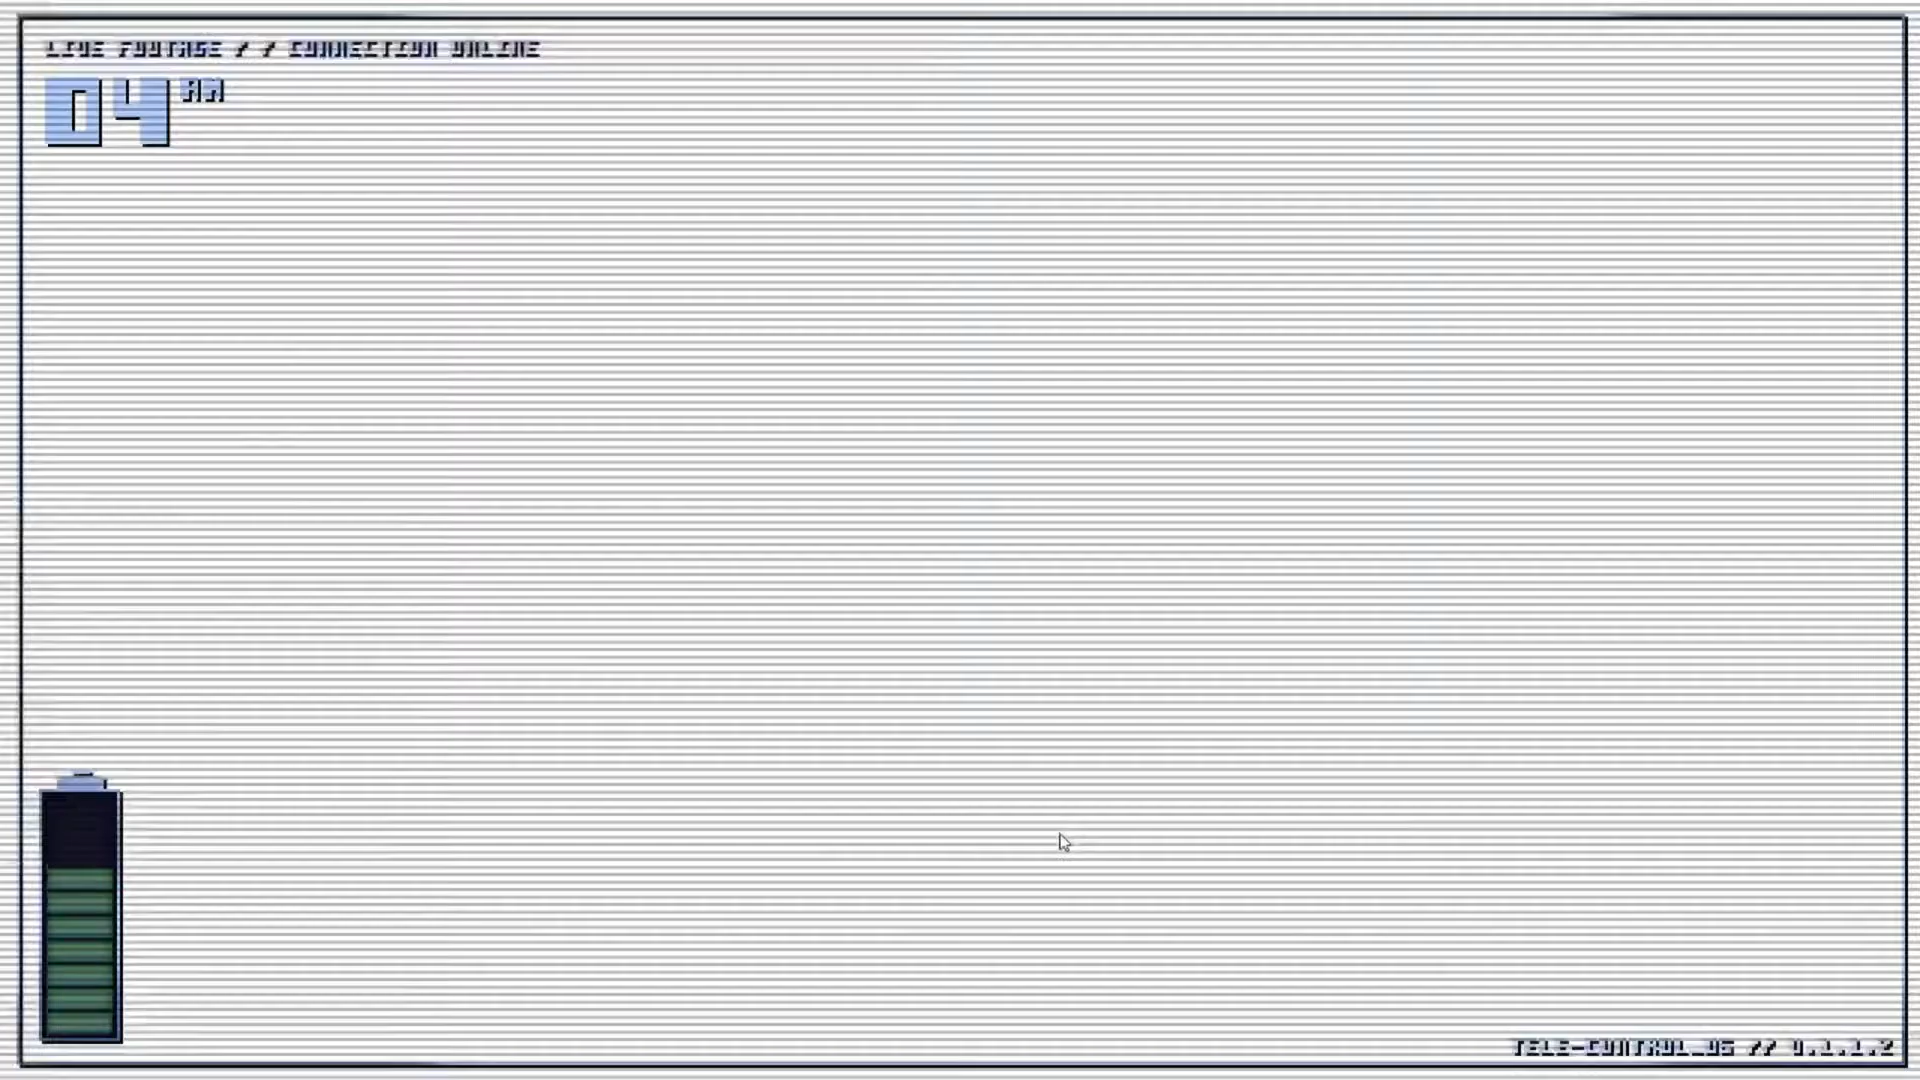 LIVE FOOTAGE // CONNECTION ONLINE
04 AM
TELE-CONTROL_OS // 0.1.1.2